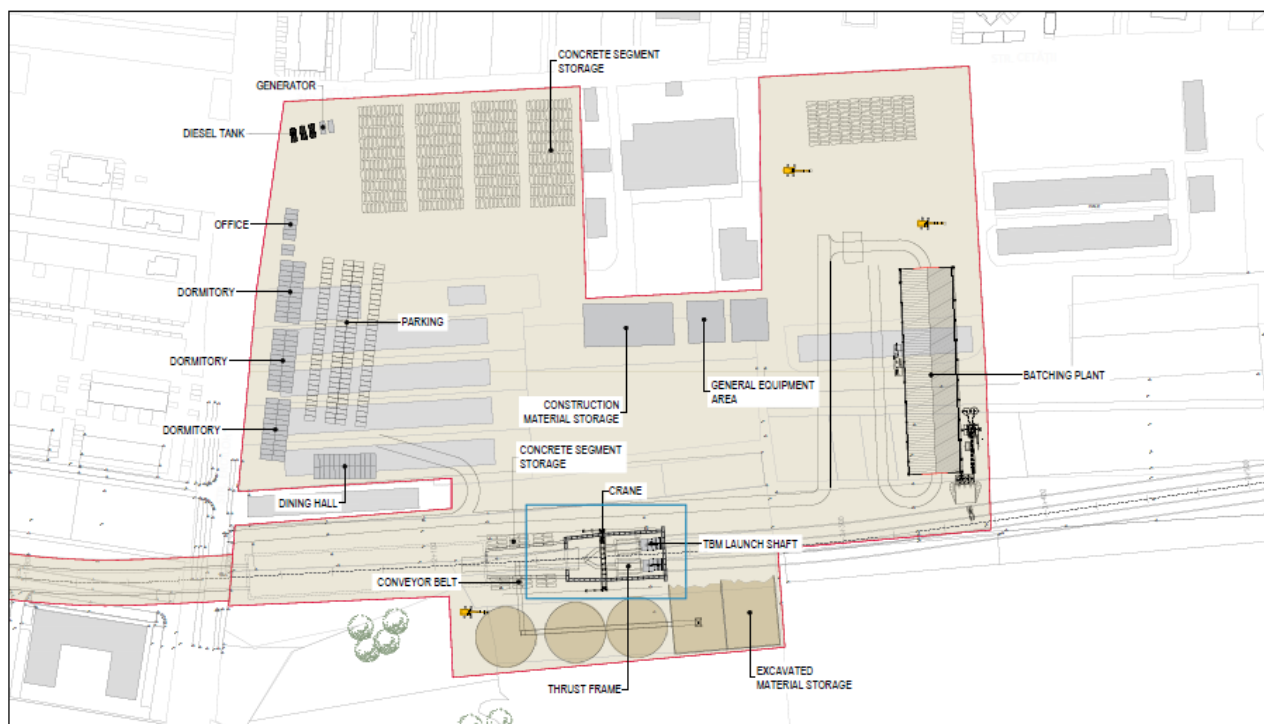 CONCRETE SEGMENT
STORAGE
GENERATOR
DIESEL TANK
OFFICE
DORMITORY
PARKING
DORMITORY
GENERAL EQUIPMENT
AREA
BATCHING PLANT
CONSTRUCTION
MATERIAL STORAGE
DORMITORY
CONCRETE SEGMENT
STORAGE
DINING HALL
CRANE
TBM LAUNCH SHAFT
CONVEYOR BELT
EXCAVATED
MATERIAL STORAGE
THRUST FRAME